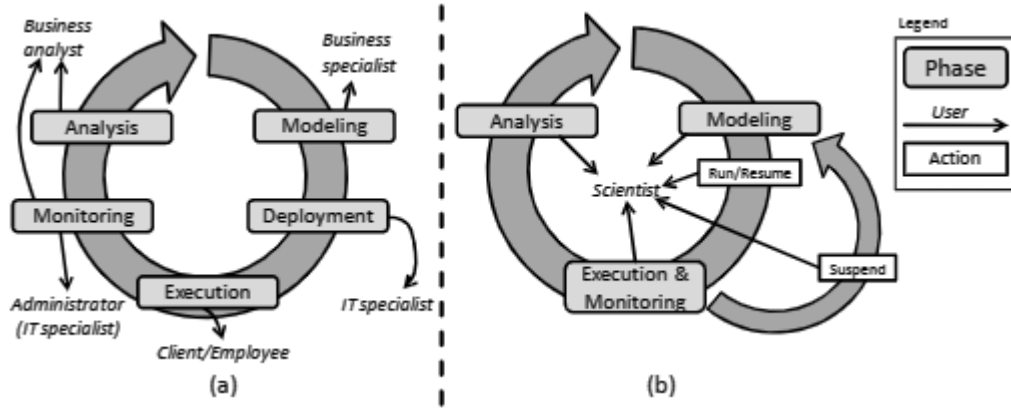 Business
analyst
Business
specialist
Analysis
Modeling
Monitoring
Deployment
Execution
Administrator
(IT specialist)
IT specialist
Client/Employee
(a)
Analysis
Modeling
Run/Resume
Scientist
Execution &
Monitoring
Suspend
(b)
Legend
Phase
User
Action